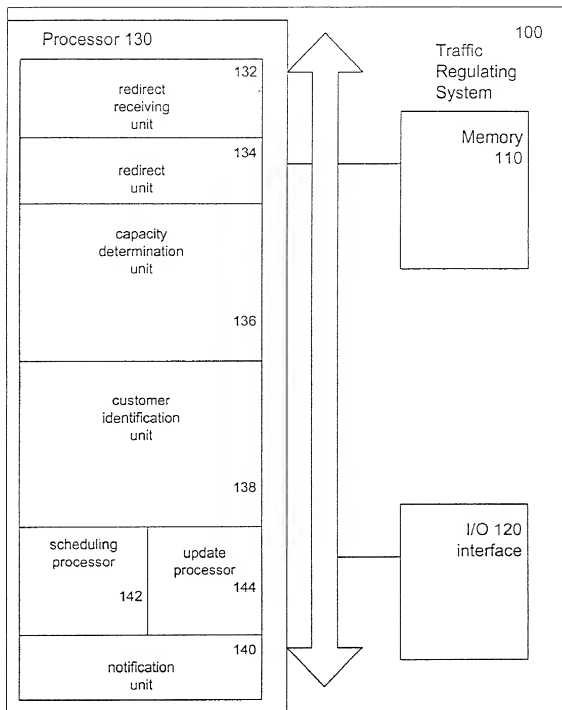 Processor 130
132
redirect
receiving
unit
134
redirect
unit
capacity
determination
unit
136
customer
identification
unit
138
scheduling
processor
142
update
processor
144
140
notification
unit
100
Traffic
Regulating
System
Memory
110
I/O 120
interface